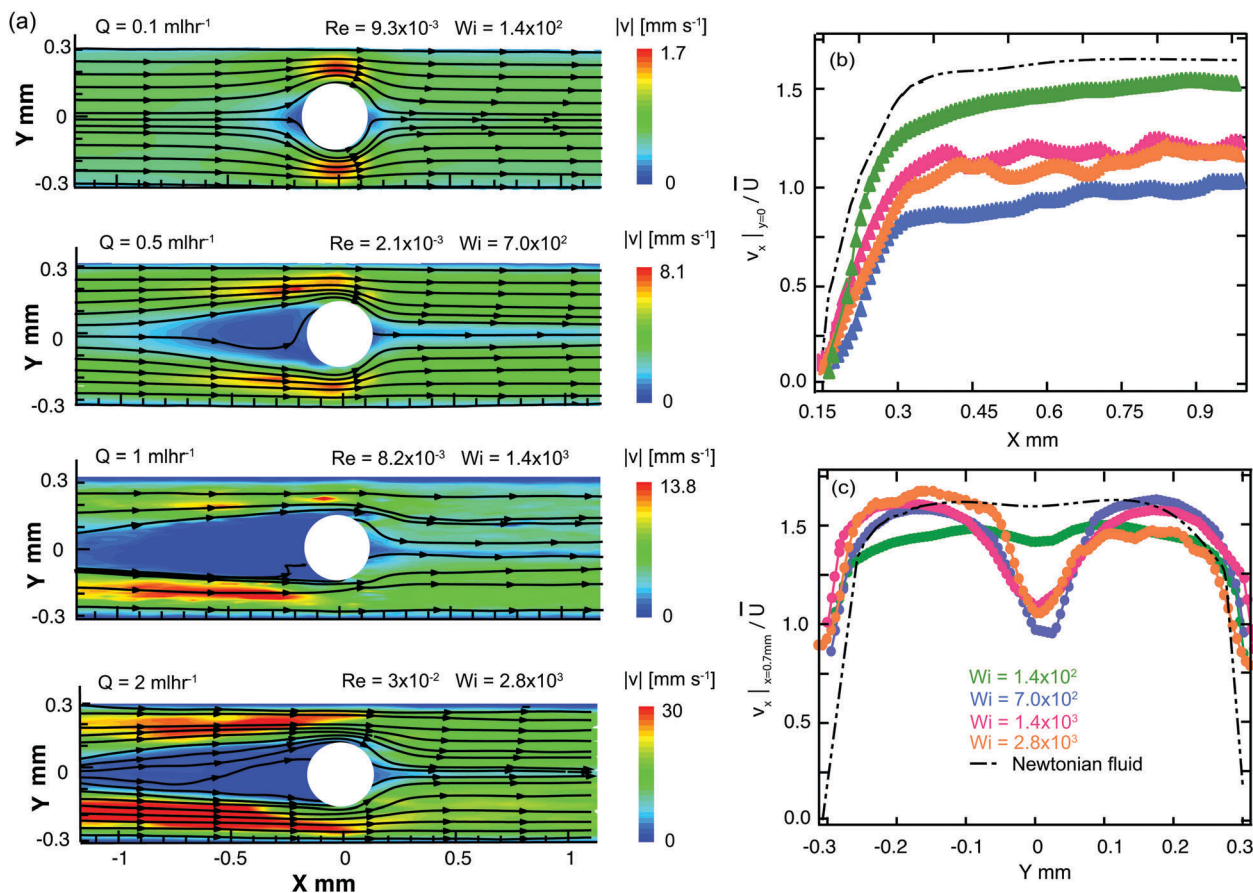 (a)
Q = 0.1 mlhr-1 Re = 9.3x10-3 Wi = 1.4x102 |v| [mm s-1]
0.3
0
-0.3
Y mm
1.7
0
Q = 0.5 mlhr-1 Re = 2.1x10-3 Wi = 7.0x102 |v| [mm s-1]
0.3
0
-0.3
Y mm
8.1
0
Q = 1 mlhr-1 Re = 8.2x10-3 Wi = 1.4x103 |v| [mm s-1]
0.3
0
-0.3
Y mm
13.8
0
Q = 2 mlhr-1 Re = 3x10-2 Wi = 2.8x103 |v| [mm s-1]
0.3
0
-0.3
Y mm
30
0
-1 -0.5 0 0.5 1
X mm
(b)
1.5
1.0
0.5
0.0
vx | y=0 / U
0.15 0.3 0.45 0.6 0.75 0.9
X mm
(c)
1.5
1.0
0.5
0.0
vx | x=0.7mm / U
Wi = 1.4x102
Wi = 7.0x102
Wi = 1.4x103
Wi = 2.8x103
Newtonian fluid
-0.3 -0.2 -0.1 0 0.1 0.2 0.3
Y mm